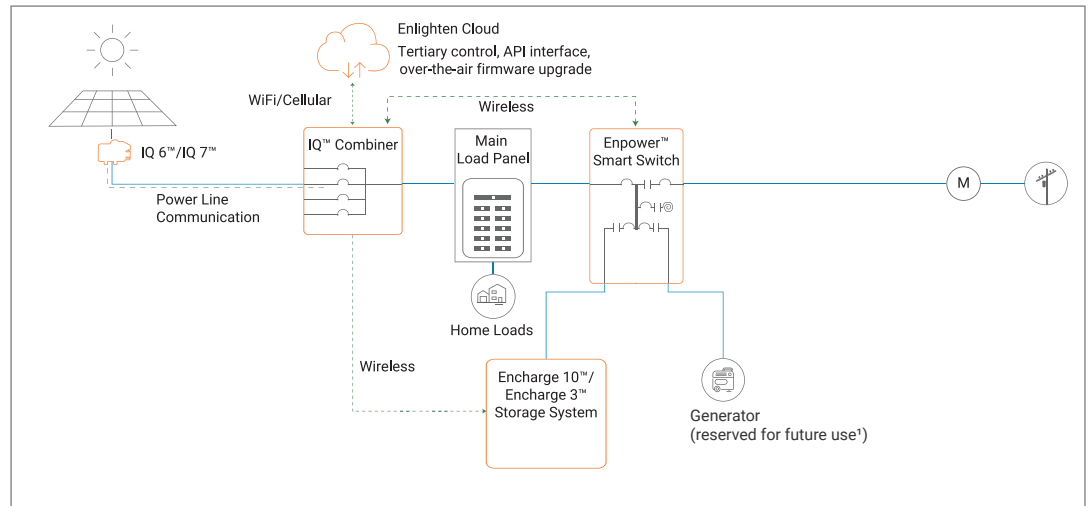 Enlighten Cloud
Tertiary control, API interface,
over-the-air firmware upgrade
WiFi/Cellular
Wireless
IQ 6™/IQ 7™
Power Line
Communication
IQ™ Combiner
Main
Load Panel
Enpower™
Smart Switch
M
Home Loads
Wireless
Encharge 10™/
Encharge 3™
Storage System
Generator
(reserved for future use¹)